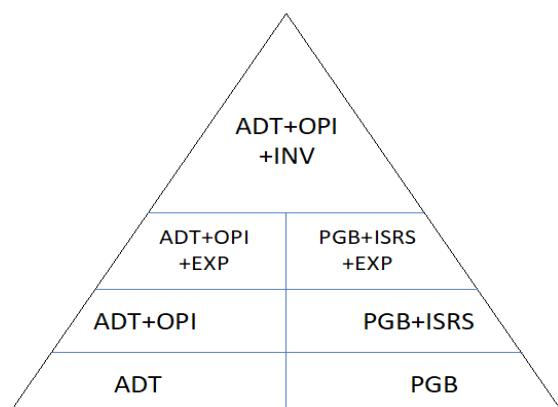 ADT+OPI
+INV
ADT+OPI
+EXP
PGB+ISRS
+EXP
ADT+OPI
PGB+ISRS
ADT
PGB